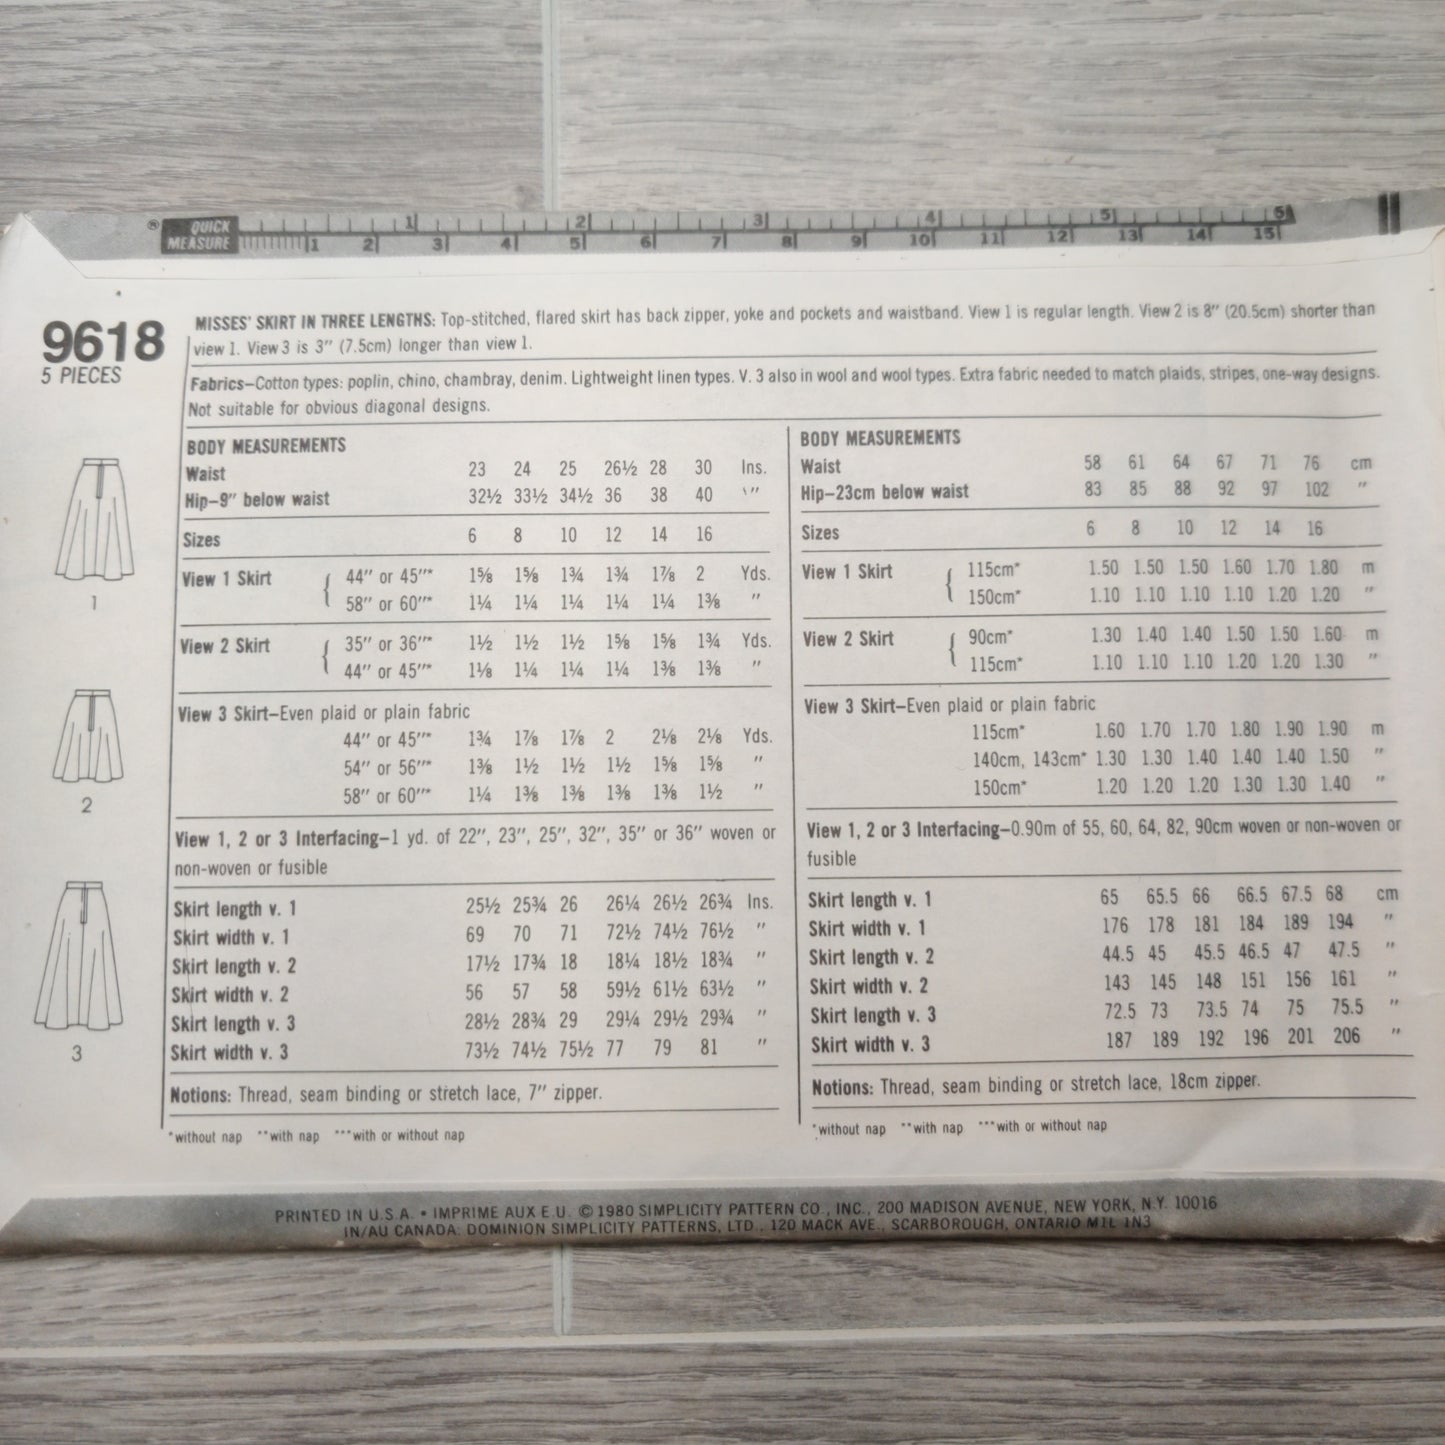 ® QUICK MEASURE 1 2 3 4 5 6
1 2 3 4 5 6 7 8 9 10 11 12 13 14 15
9618
5 PIECES
MISSES' SKIRT IN THREE LENGTHS: Top-stitched, flared skirt has back zipper, yoke and pockets and waistband. View 1 is regular length. View 2 is 8″ (20.5cm) shorter than
view 1. View 3 is 3″ (7.5cm) longer than view 1.
Fabrics—Cotton types: poplin, chino, chambray, denim. Lightweight linen types. V. 3 also in wool and wool types. Extra fabric needed to match plaids, stripes, one-way designs.
Not suitable for obvious diagonal designs.
BODY MEASUREMENTS
Waist 23 24 25 26½ 28 30 Ins.
Hip—9″ below waist 32½ 33½ 34½ 36 38 40 ″
Sizes 6 8 10 12 14 16
View 1 Skirt { 44″ or 45″* 1⅝ 1⅝ 1¾ 1¾ 1⅞ 2 Yds.
58″ or 60″* 1¼ 1¼ 1¼ 1¼ 1¼ 1⅜ ″
View 2 Skirt { 35″ or 36″* 1½ 1½ 1½ 1⅝ 1⅝ 1¾ Yds.
44″ or 45″* 1⅛ 1¼ 1¼ 1¼ 1⅜ 1⅜ ″
View 3 Skirt—Even plaid or plain fabric
44″ or 45″* 1¾ 1⅞ 1⅞ 2 2⅛ 2⅛ Yds.
54″ or 56″* 1⅜ 1½ 1½ 1½ 1⅝ 1⅝ ″
58″ or 60″* 1¼ 1⅜ 1⅜ 1⅜ 1⅜ 1½ ″
View 1, 2 or 3 Interfacing—1 yd. of 22″, 23″, 25″, 32″, 35″ or 36″ woven or
non-woven or fusible
Skirt length v. 1 25½ 25¾ 26 26¼ 26½ 26¾ Ins.
Skirt width v. 1 69 70 71 72½ 74½ 76½ ″
Skirt length v. 2 17½ 17¾ 18 18¼ 18½ 18¾ ″
Skirt width v. 2 56 57 58 59½ 61½ 63½ ″
Skirt length v. 3 28½ 28¾ 29 29¼ 29½ 29¾ ″
Skirt width v. 3 73½ 74½ 75½ 77 79 81 ″
Notions: Thread, seam binding or stretch lace, 7″ zipper.
*without nap **with nap ***with or without nap
BODY MEASUREMENTS
Waist 58 61 64 67 71 76 cm
Hip—23cm below waist 83 85 88 92 97 102 ″
Sizes 6 8 10 12 14 16
View 1 Skirt { 115cm* 1.50 1.50 1.50 1.60 1.70 1.80 m
150cm* 1.10 1.10 1.10 1.10 1.20 1.20 ″
View 2 Skirt { 90cm* 1.30 1.40 1.40 1.50 1.50 1.60 m
115cm* 1.10 1.10 1.10 1.20 1.20 1.30 ″
View 3 Skirt—Even plaid or plain fabric
115cm* 1.60 1.70 1.70 1.80 1.90 1.90 m
140cm, 143cm* 1.30 1.30 1.40 1.40 1.40 1.50 ″
150cm* 1.20 1.20 1.20 1.30 1.30 1.40 ″
View 1, 2 or 3 Interfacing—0.90m of 55, 60, 64, 82, 90cm woven or non-woven or
fusible
Skirt length v. 1 65 65.5 66 66.5 67.5 68 cm
Skirt width v. 1 176 178 181 184 189 194 ″
Skirt length v. 2 44.5 45 45.5 46.5 47 47.5 ″
Skirt width v. 2 143 145 148 151 156 161 ″
Skirt length v. 3 72.5 73 73.5 74 75 75.5 ″
Skirt width v. 3 187 189 192 196 201 206 ″
Notions: Thread, seam binding or stretch lace, 18cm zipper.
*without nap **with nap ***with or without nap
1
2
3
PRINTED IN U.S.A. • IMPRIME AUX E.U. ©1980 SIMPLICITY PATTERN CO., INC., 200 MADISON AVENUE, NEW YORK, N.Y. 10016
IN/AU CANADA: DOMINION SIMPLICITY PATTERNS, LTD., 120 MACK AVE., SCARBOROUGH, ONTARIO M1L 1N3